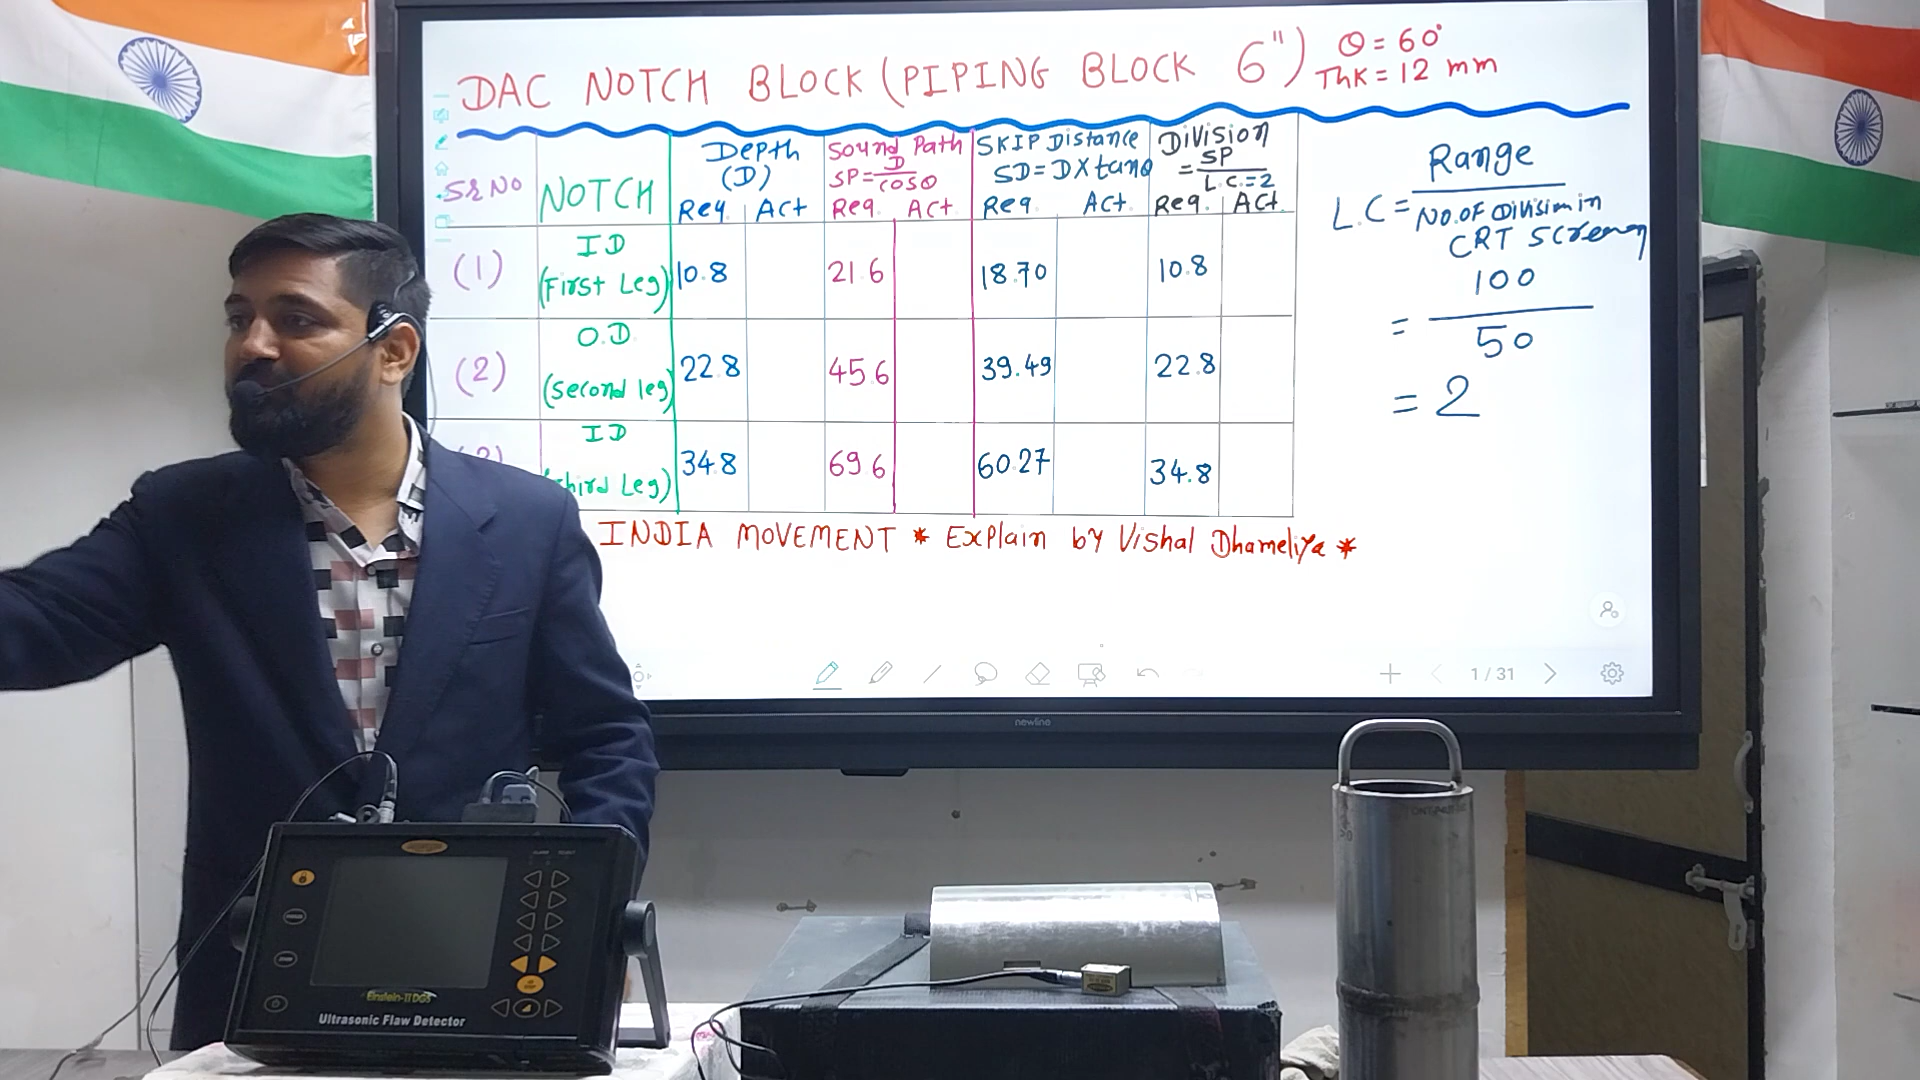 DAC NOTCH BLOCK (PIPING BLOCK 6")
Θ = 60°
Thk = 12 mm
Sr No
NOTCH
Depth
(D)
Req. Act
Sound Path
SP = D
cosθ
Req. Act.
SKIP Distance
SD = D X tanθ
Req. Act.
Division
= SP
L.C. = 2
Req. Act.
(1)
ID
(First Leg)
10.8
21.6
18.70
10.8
(2)
O.D
(second leg)
22.8
45.6
39.49
22.8
ID
Leg)
34.8
69.6
60.27
34.8
INDIA MOVEMENT * Explain by Vishal Dhameliya *
L.C = Range
No. of Division in
CRT Screen
= 100
50
= 2
1 / 31
newline
Einstein-II DGS
Ultrasonic Flaw Detector